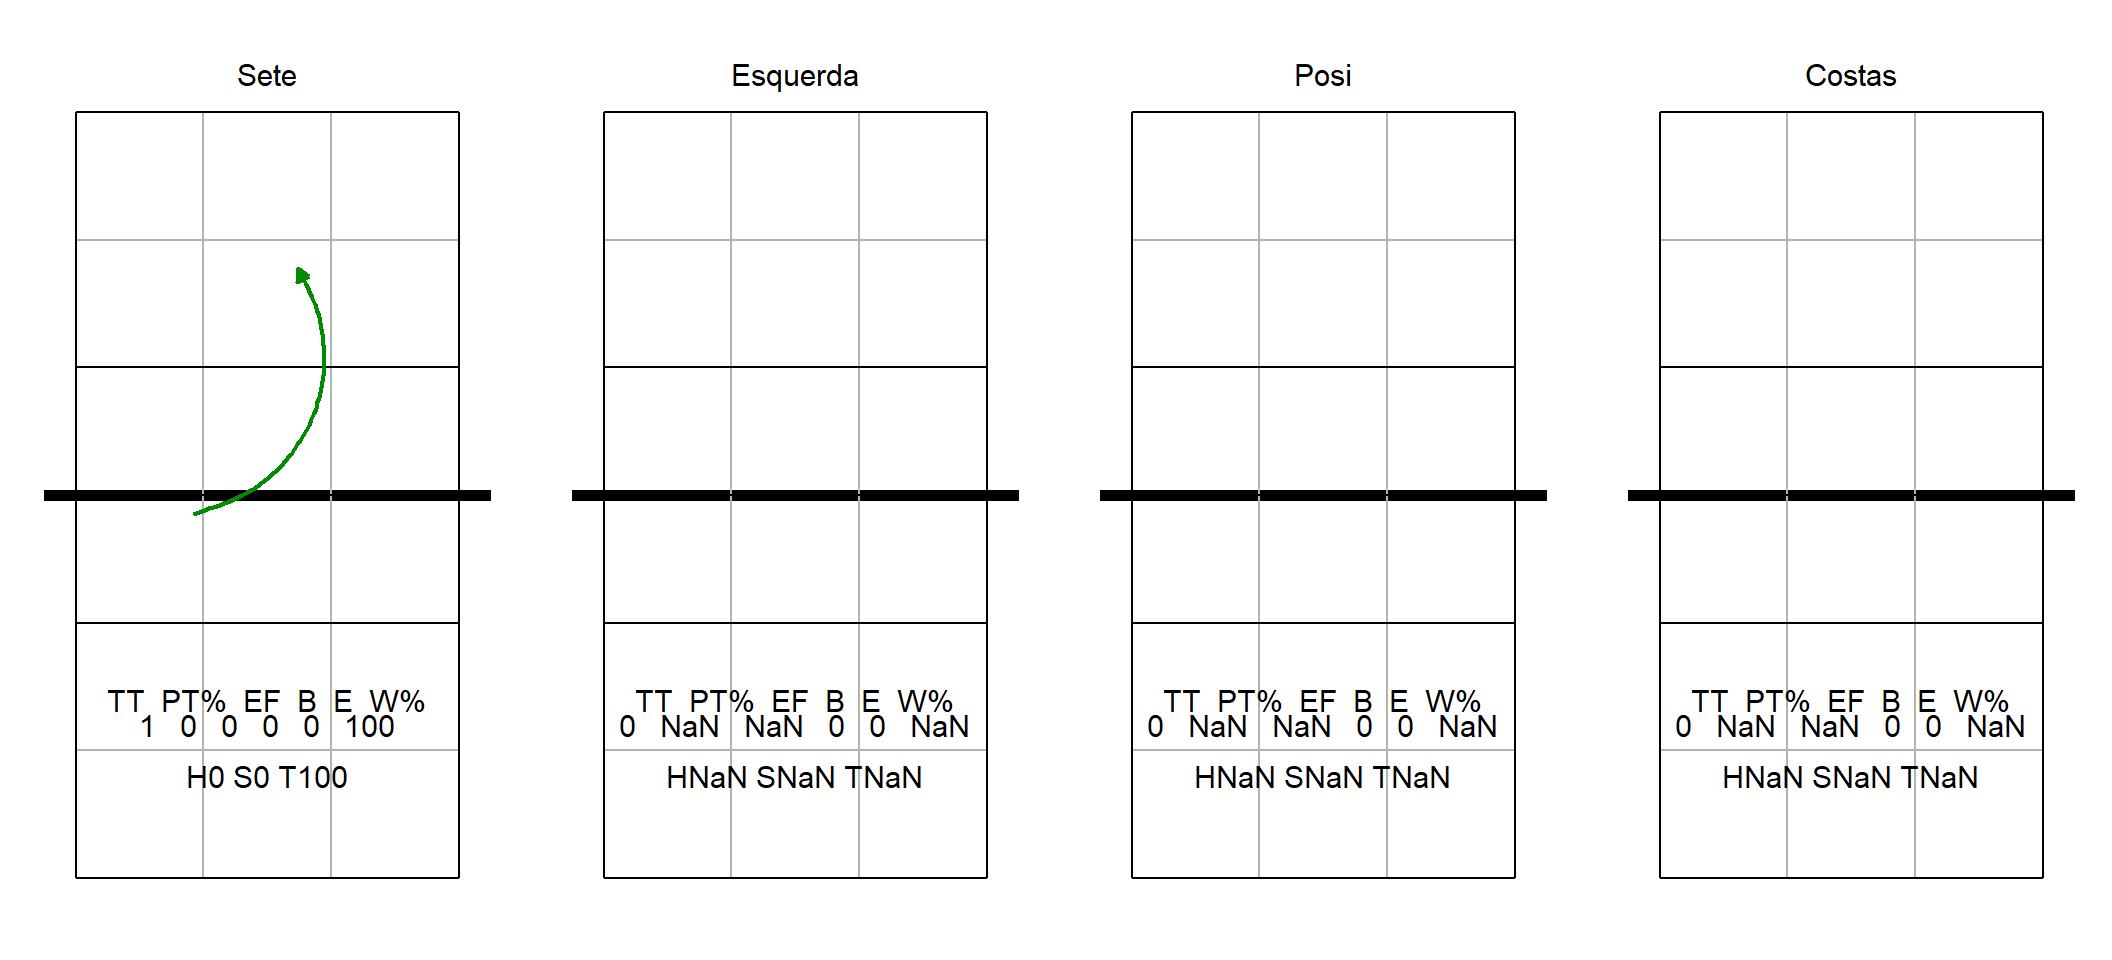 Sete
TT PT% EF B E W%
1 0 0 0 0 100
H0 S0 T100
Esquerda
TT PT% EF B E W%
0 NaN NaN 0 0 NaN
HNaN SNaN TNaN
Posi
TT PT% EF B E W%
0 NaN NaN 0 0 NaN
HNaN SNaN TNaN
Costas
TT PT% EF B E W%
0 NaN NaN 0 0 NaN
HNaN SNaN TNaN